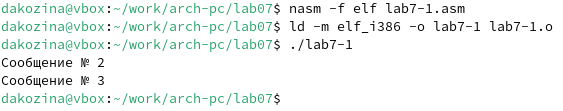 dakozina@vbox:~/work/arch-pc/lab07$ nasm -f elf lab7-1.asm
dakozina@vbox:~/work/arch-pc/lab07$ ld -m elf_i386 -o lab7-1 lab7-1.o
dakozina@vbox:~/work/arch-pc/lab07$ ./lab7-1
Сообщение № 2
Сообщение № 3
dakozina@vbox:~/work/arch-pc/lab07$